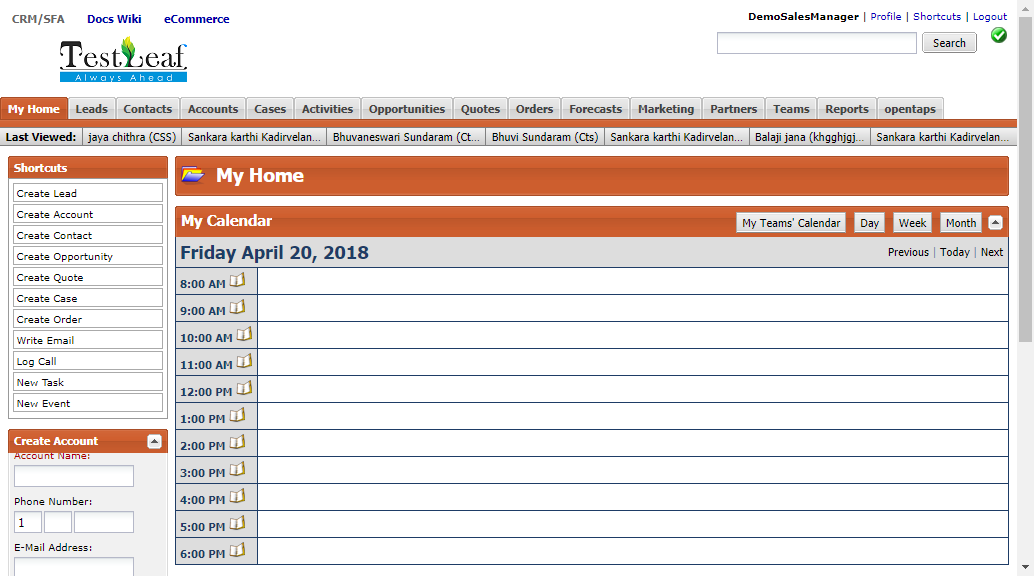 CRM/SFA Docs Wiki eCommerce
DemoSalesManager | Profile | Shortcuts | Logout
TestLeaf
Always Ahead
Search
My Home Leads Contacts Accounts Cases Activities Opportunities Quotes Orders Forecasts Marketing Partners Teams Reports opentaps
Last Viewed: jaya chithra (CSS) Sankara karthi Kadirvelan... Bhuvaneswari Sundaram (Ct... Bhuvi Sundaram (Cts) Sankara karthi Kadirvelan... Balaji jana (khgghjgj... Sankara karthi Kadirvelan...
Shortcuts
Create Lead
Create Account
Create Contact
Create Opportunity
Create Quote
Create Case
Create Order
Write Email
Log Call
New Task
New Event
Create Account
Account Name:
Phone Number:
1
E-Mail Address:
My Home
My Calendar My Teams' Calendar Day Week Month
Friday April 20, 2018 Previous | Today | Next
8:00 AM
9:00 AM
10:00 AM
11:00 AM
12:00 PM
1:00 PM
2:00 PM
3:00 PM
4:00 PM
5:00 PM
6:00 PM